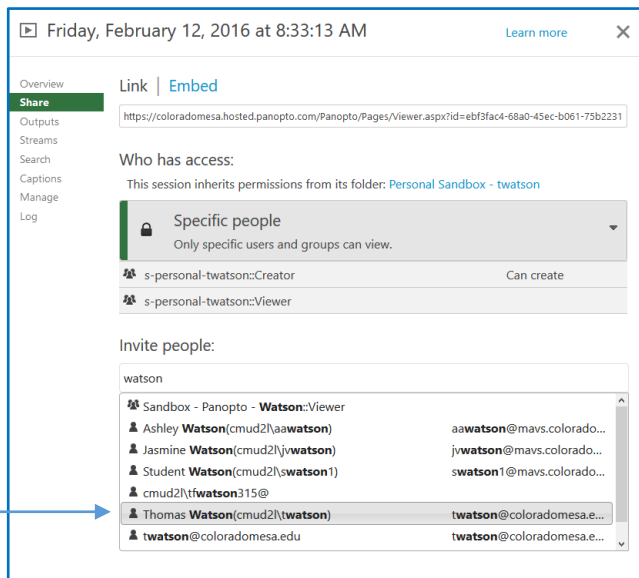 Friday, February 12, 2016 at 8:33:13 AM Learn more
Overview
Share
Outputs
Streams
Search
Captions
Manage
Log
Link | Embed
https://coloradomesa.hosted.panopto.com/Panopto/Pages/Viewer.aspx?id=ebf3fac4-68a0-45ec-b061-75b2231
Who has access:
This session inherits permissions from its folder: Personal Sandbox - twatson
Specific people
Only specific users and groups can view.
s-personal-twatson::Creator Can create
s-personal-twatson::Viewer
Invite people:
watson
Sandbox - Panopto - Watson::Viewer
Ashley Watson(cmud2l\aawatson) aawatson@mavs.colorado...
Jasmine Watson(cmud2l\jvwatson) jvwatson@mavs.colorado...
Student Watson(cmud2l\swatson1) swatson1@mavs.colorado...
cmud2l\tfwatson315@
Thomas Watson(cmud2l\twatson) twatson@coloradomesa.e...
twatson@coloradomesa.edu twatson@coloradomesa.e...